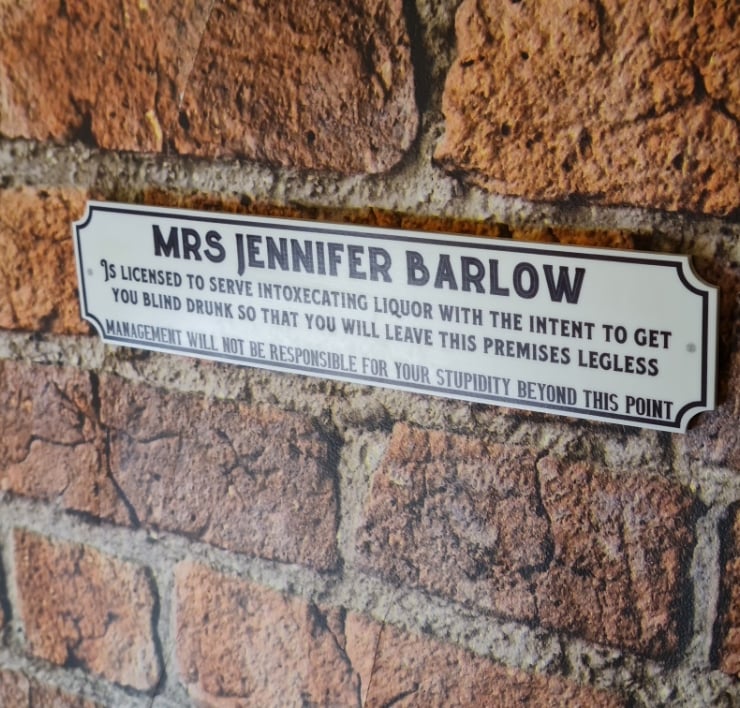 MRS JENNIFER BARLOW
IS LICENSED TO SERVE INTOXECATING LIQUOR WITH THE INTENT TO GET
YOU BLIND DRUNK SO THAT YOU WILL LEAVE THIS PREMISES LEGLESS
MANAGEMENT WILL NOT BE RESPONSIBLE FOR YOUR STUPIDITY BEYOND THIS POINT